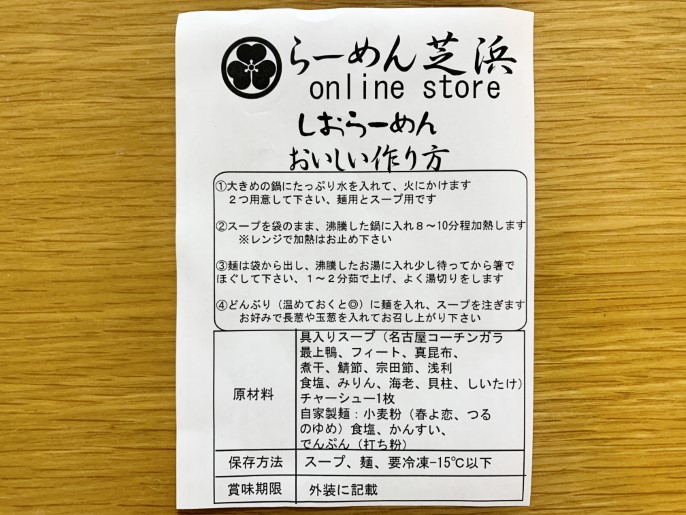 らーめん芝浜
online store
しおらーめん
おいしい作り方
①大きめの鍋にたっぷり水を入れて、火にかけます
２つ用意して下さい、麺用とスープ用です
②スープを袋のまま、沸騰した鍋に入れ８～10分程加熱します
※レンジで加熱はお止め下さい
③麺は袋から出し、沸騰したお湯に入れ少し待ってから箸で
ほぐして下さい、１～２分茹で上げ、よく湯切りをします
④どんぶり（温めておくと◎）に麺を入れ、スープを注ぎます
お好みで長葱や玉葱を入れてお召し上がり下さい
原材料
具入りスープ（名古屋コーチンガラ
最上鴨、フィート、真昆布、
煮干、鯖節、宗田節、浅利
食塩、みりん、海老、貝柱、しいたけ）
チャーシュー1枚
自家製麺：小麦粉（春よ恋、つる
のゆめ）食塩、かんすい、
でんぷん（打ち粉）
保存方法 スープ、麺、要冷凍-15℃以下
賞味期限 外装に記載